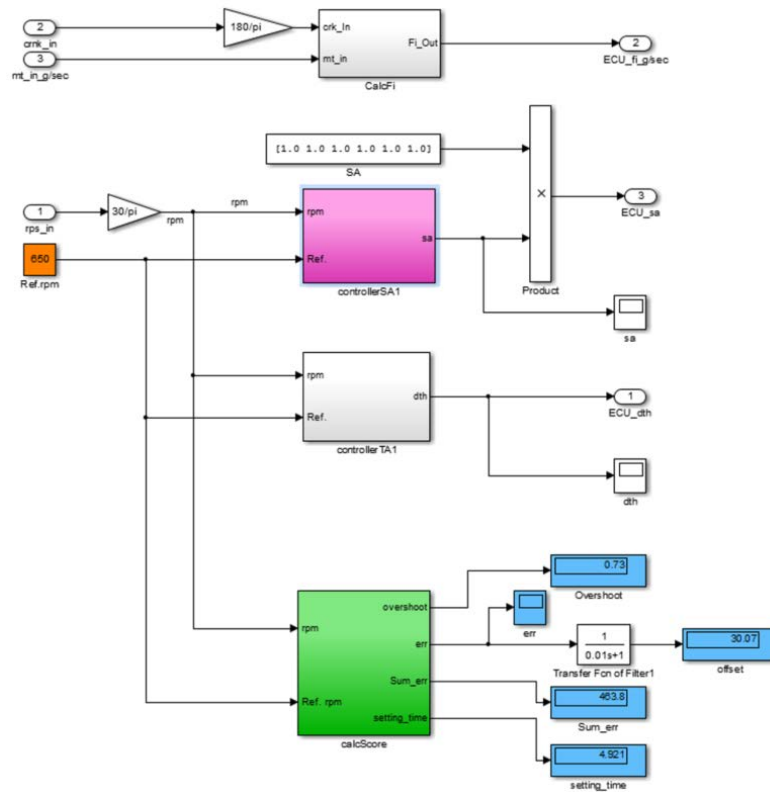 2
crnk_in
180/pi
crk_In
Fi_Out
2
ECU_fi_g/sec
3
mt_in_g/sec
mt_in
CalcFi
[1.0 1.0 1.0 1.0 1.0 1.0]
SA
×
3
ECU_sa
Product
1
rps_in
30/pi
rpm
rpm
rpm
sa
650
Ref.rpm
Ref.
controllerSA1
sa
rpm
dth
Ref.
controllerTA1
1
ECU_dth
dth
rpm
Ref. rpm
overshoot
err
Sum_err
setting_time
calcScore
0.73
Overshoot
err
1
0.01s+1
Transfer Fcn of Filter1
30.07
offset
463.8
Sum_err
4.921
setting_time